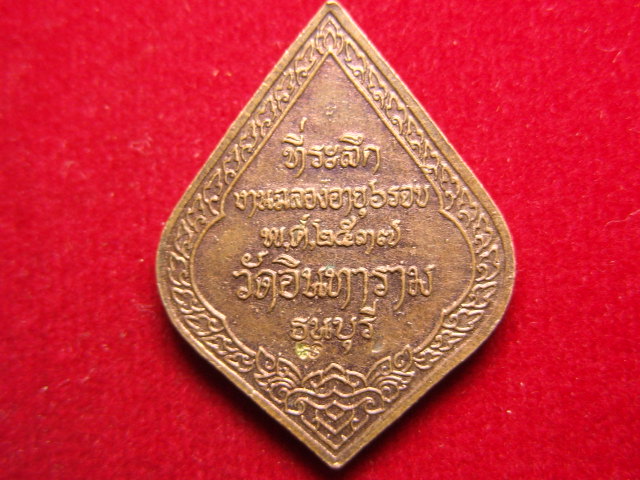 ที่ระลึก
งานฉลองอายุ๖รอบ
พ.ศ.๒๕๓๗
วัดอินทาราม
ธนบุรี